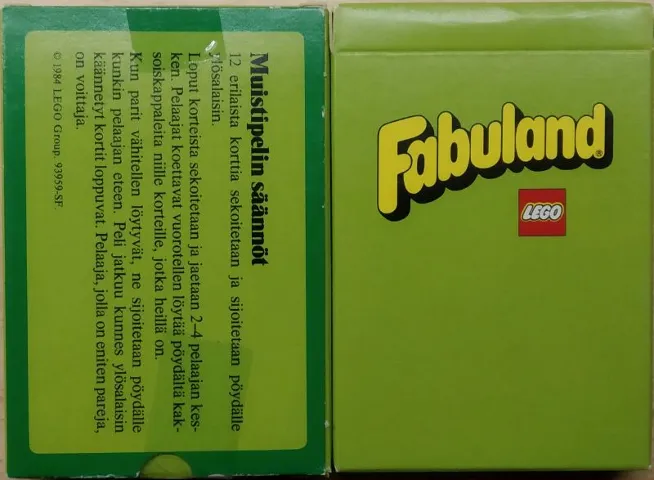 Muistipelin säännöt
12 erilaista korttia sekoitetaan ja sijoitetaan pöydälle
ylösalaisin.
Loput korteista sekoitetaan ja jaetaan 2–4 pelaajan kes-
ken. Pelaajat koettavat vuorotellen löytää pöydältä kak-
soiskappaleita niille korteille, jotka heillä on.
Kun parit vähitellen löytyvät, ne sijoitetaan pöydälle
kunkin pelaajan eteen. Peli jatkuu kunnes ylösalaisin
käännetyt kortit loppuvat. Pelaaja, jolla on eniten pareja,
on voittaja.
© 1984 LEGO Group. 93959-SF.
Fabuland®
LEGO